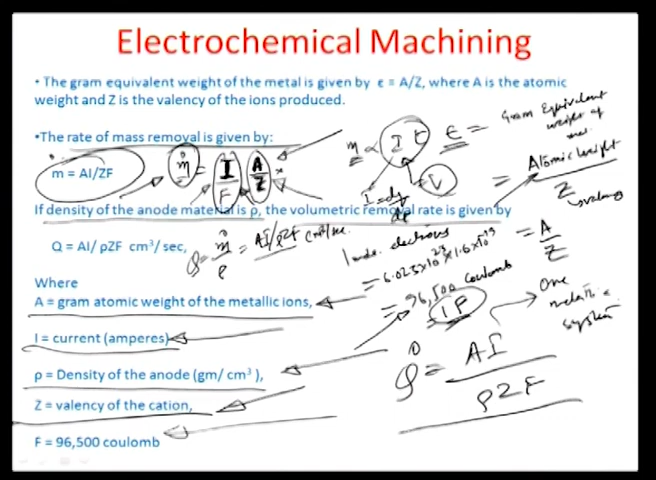 Electrochemical Machining
• The gram equivalent weight of the metal is given by ε = A/Z, where A is the atomic
weight and Z is the valency of the ions produced.
•The rate of mass removal is given by:
m = AI/ZF
If density of the anode material is ρ, the volumetric removal rate is given by
Q = AI/ ρZF cm³/sec,
Where
A = gram atomic weight of the metallic ions,
I = current (amperes)
ρ = Density of the anode (gm/ cm³ ),
Z = valency of the cation,
F = 96,500 coulomb
ṁ = I/F A/Z
m ∝ I t ε
ε = Gram Equivalent
weight of
= Atomic weight
Z valency
= A/Z
1 mole electrons
= 6.023×10²³ × 1.6×10⁻¹⁹
= 96,500 coulomb
= 1F
One
system
Q̇ = ṁ/ρ = AI/ρZF cm³/sec
Q̇ = AI/ρZF